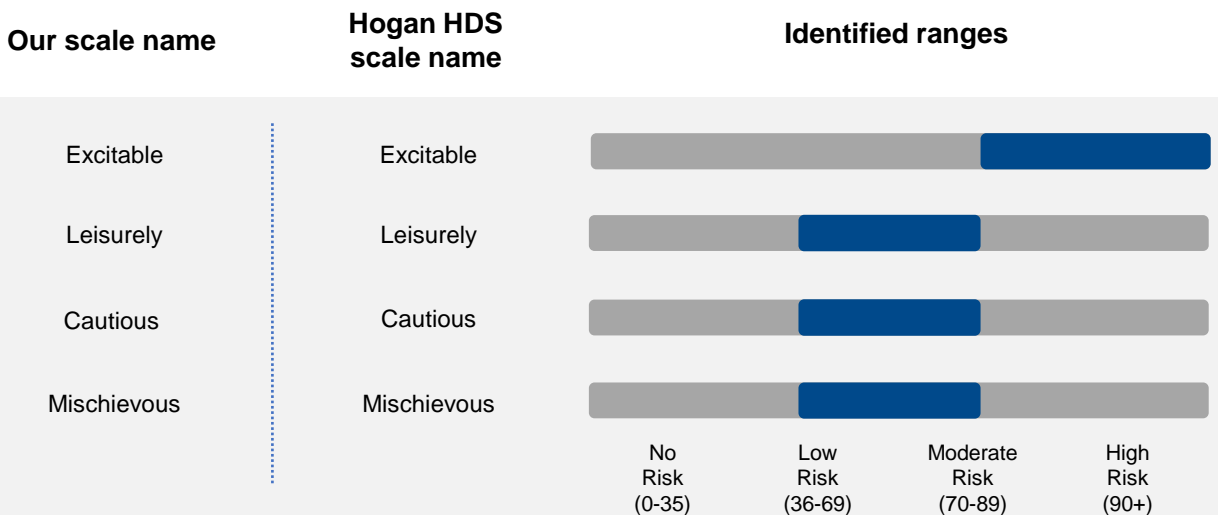 Our scale name
Hogan HDS
scale name
Identified ranges
Excitable
Excitable
Leisurely
Leisurely
Cautious
Cautious
Mischievous
Mischievous
No
Risk
(0-35)
Low
Risk
(36-69)
Moderate
Risk
(70-89)
High
Risk
(90+)